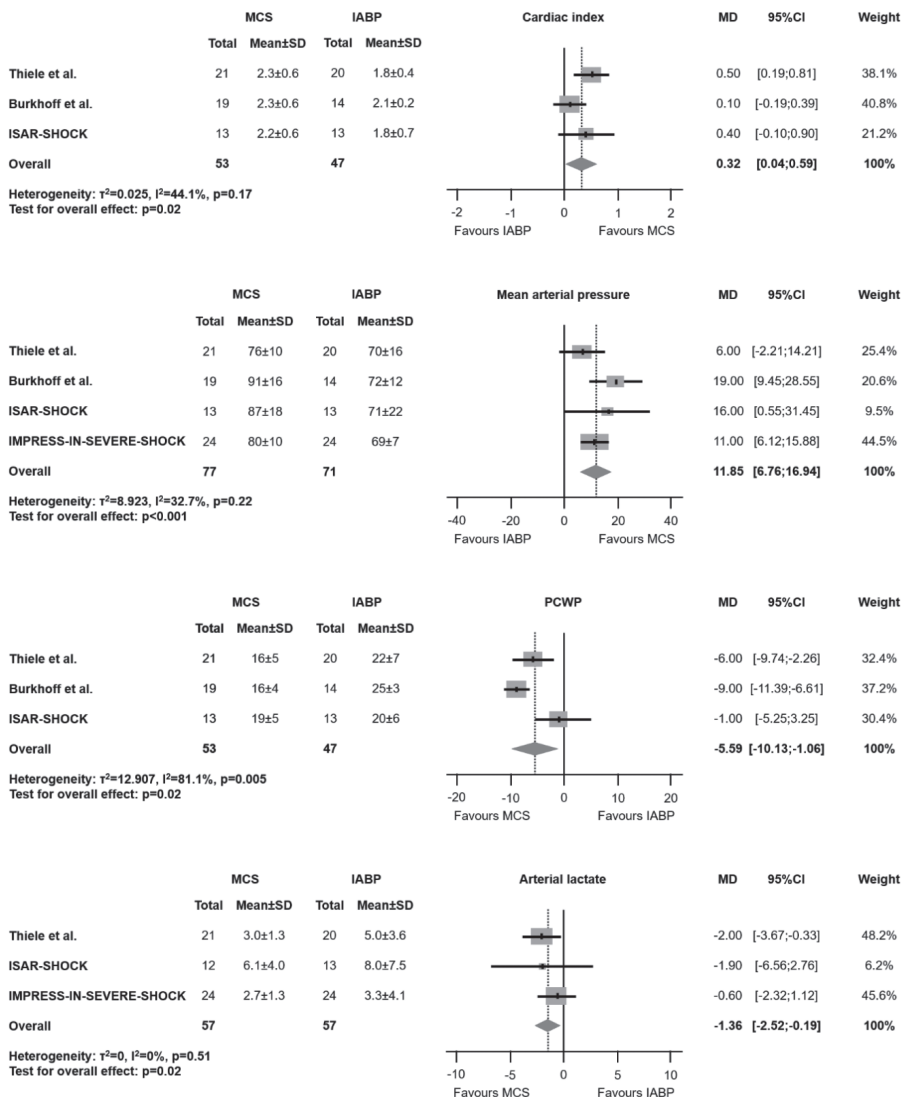 MCS IABP Cardiac index MD 95%CI Weight
Total Mean±SD Total Mean±SD
Thiele et al. 21 2.3±0.6 20 1.8±0.4 0.50 [0.19;0.81] 38.1%
Burkhoff et al. 19 2.3±0.6 14 2.1±0.2 0.10 [-0.19;0.39] 40.8%
ISAR-SHOCK 13 2.2±0.6 13 1.8±0.7 0.40 [-0.10;0.90] 21.2%
Overall 53 47 0.32 [0.04;0.59] 100%
Heterogeneity: τ²=0.025, I²=44.1%, p=0.17
Test for overall effect: p=0.02
-2 -1 0 1 2
Favours IABP Favours MCS
MCS IABP Mean arterial pressure MD 95%CI Weight
Total Mean±SD Total Mean±SD
Thiele et al. 21 76±10 20 70±16 6.00 [-2.21;14.21] 25.4%
Burkhoff et al. 19 91±16 14 72±12 19.00 [9.45;28.55] 20.6%
ISAR-SHOCK 13 87±18 13 71±22 16.00 [0.55;31.45] 9.5%
IMPRESS-IN-SEVERE-SHOCK 24 80±10 24 69±7 11.00 [6.12;15.88] 44.5%
Overall 77 71 11.85 [6.76;16.94] 100%
Heterogeneity: τ²=8.923, I²=32.7%, p=0.22
Test for overall effect: p<0.001
-40 -20 0 20 40
Favours IABP Favours MCS
MCS IABP PCWP MD 95%CI Weight
Total Mean±SD Total Mean±SD
Thiele et al. 21 16±5 20 22±7 -6.00 [-9.74;-2.26] 32.4%
Burkhoff et al. 19 16±4 14 25±3 -9.00 [-11.39;-6.61] 37.2%
ISAR-SHOCK 13 19±5 13 20±6 -1.00 [-5.25;3.25] 30.4%
Overall 53 47 -5.59 [-10.13;-1.06] 100%
Heterogeneity: τ²=12.907, I²=81.1%, p=0.005
Test for overall effect: p=0.02
-20 -10 0 10 20
Favours MCS Favours IABP
MCS IABP Arterial lactate MD 95%CI Weight
Total Mean±SD Total Mean±SD
Thiele et al. 21 3.0±1.3 20 5.0±3.6 -2.00 [-3.67;-0.33] 48.2%
ISAR-SHOCK 12 6.1±4.0 13 8.0±7.5 -1.90 [-6.56;2.76] 6.2%
IMPRESS-IN-SEVERE-SHOCK 24 2.7±1.3 24 3.3±4.1 -0.60 [-2.32;1.12] 45.6%
Overall 57 57 -1.36 [-2.52;-0.19] 100%
Heterogeneity: τ²=0, I²=0%, p=0.51
Test for overall effect: p=0.02
-10 -5 0 5 10
Favours MCS Favours IABP